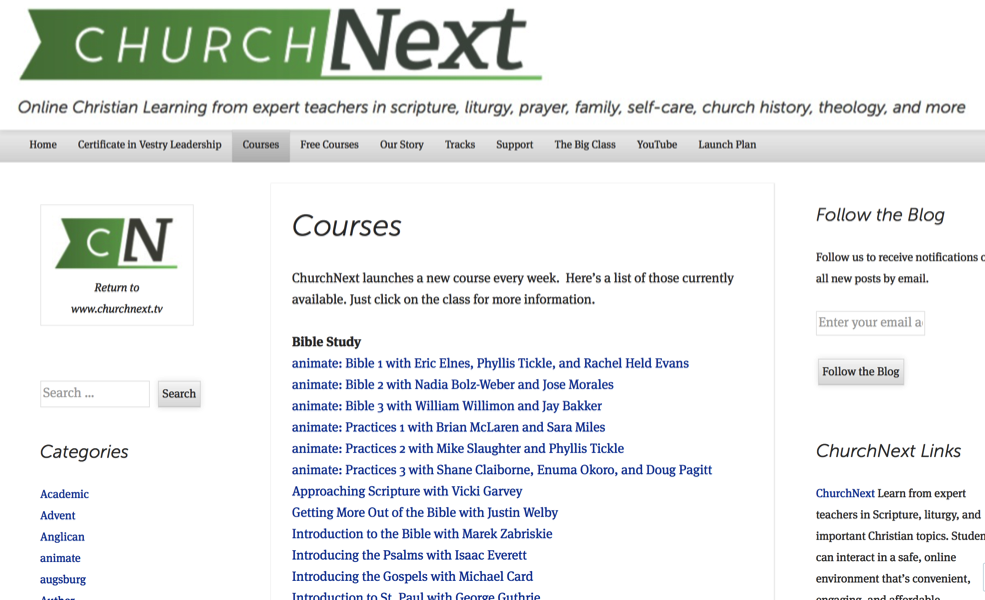 CHURCHNext
Online Christian Learning from expert teachers in scripture, liturgy, prayer, family, self-care, church history, theology, and more
Home Certificate in Vestry Leadership Courses Free Courses Our Story Tracks Support The Big Class YouTube Launch Plan
CN
Return to
www.churchnext.tv
Search ... Search
Categories
Academic
Advent
Anglican
animate
augsburg
Author
Courses
ChurchNext launches a new course every week. Here's a list of those currently
available. Just click on the class for more information.
Bible Study
animate: Bible 1 with Eric Elnes, Phyllis Tickle, and Rachel Held Evans
animate: Bible 2 with Nadia Bolz-Weber and Jose Morales
animate: Bible 3 with William Willimon and Jay Bakker
animate: Practices 1 with Brian McLaren and Sara Miles
animate: Practices 2 with Mike Slaughter and Phyllis Tickle
animate: Practices 3 with Shane Claiborne, Enuma Okoro, and Doug Pagitt
Approaching Scripture with Vicki Garvey
Getting More Out of the Bible with Justin Welby
Introduction to the Bible with Marek Zabriskie
Introducing the Psalms with Isaac Everett
Introducing the Gospels with Michael Card
Introduction to St. Paul with George Guthrie
Follow the Blog
Follow us to receive notifications o
all new posts by email.
Enter your email a
Follow the Blog
ChurchNext Links
ChurchNext Learn from expert
teachers in Scripture, liturgy, and
important Christian topics. Studen
can interact in a safe, online
environment that's convenient,
engaging, and affordable